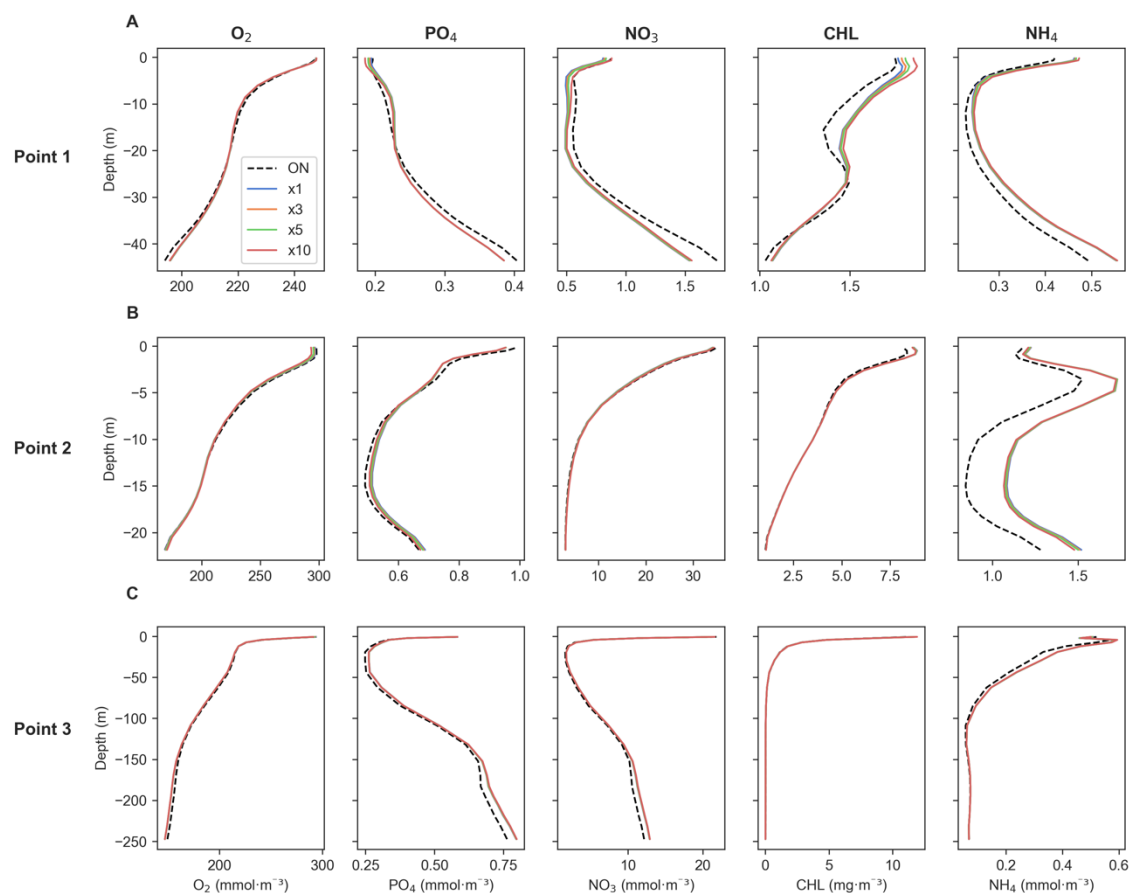 A
O₂ PO₄ NO₃ CHL NH₄
Point 1
Depth (m)
0
−10
−20
−30
−40
ON
x1
x3
x5
x10
200 220 240
0.2 0.3 0.4
0.5 1.0 1.5
1.0 1.5
0.3 0.4 0.5
B
Point 2
Depth (m)
0
−5
−10
−15
−20
200 250 300
0.6 0.8 1.0
10 20 30
2.5 5.0 7.5
1.0 1.5
C
Point 3
Depth (m)
0
−50
−100
−150
−200
−250
200 300
0.25 0.50 0.75
10 20
0 5 10
0.2 0.4 0.6
O₂ (mmol·m⁻³) PO₄ (mmol·m⁻³) NO₃ (mmol·m⁻³) CHL (mg·m⁻³) NH₄ (mmol·m⁻³)